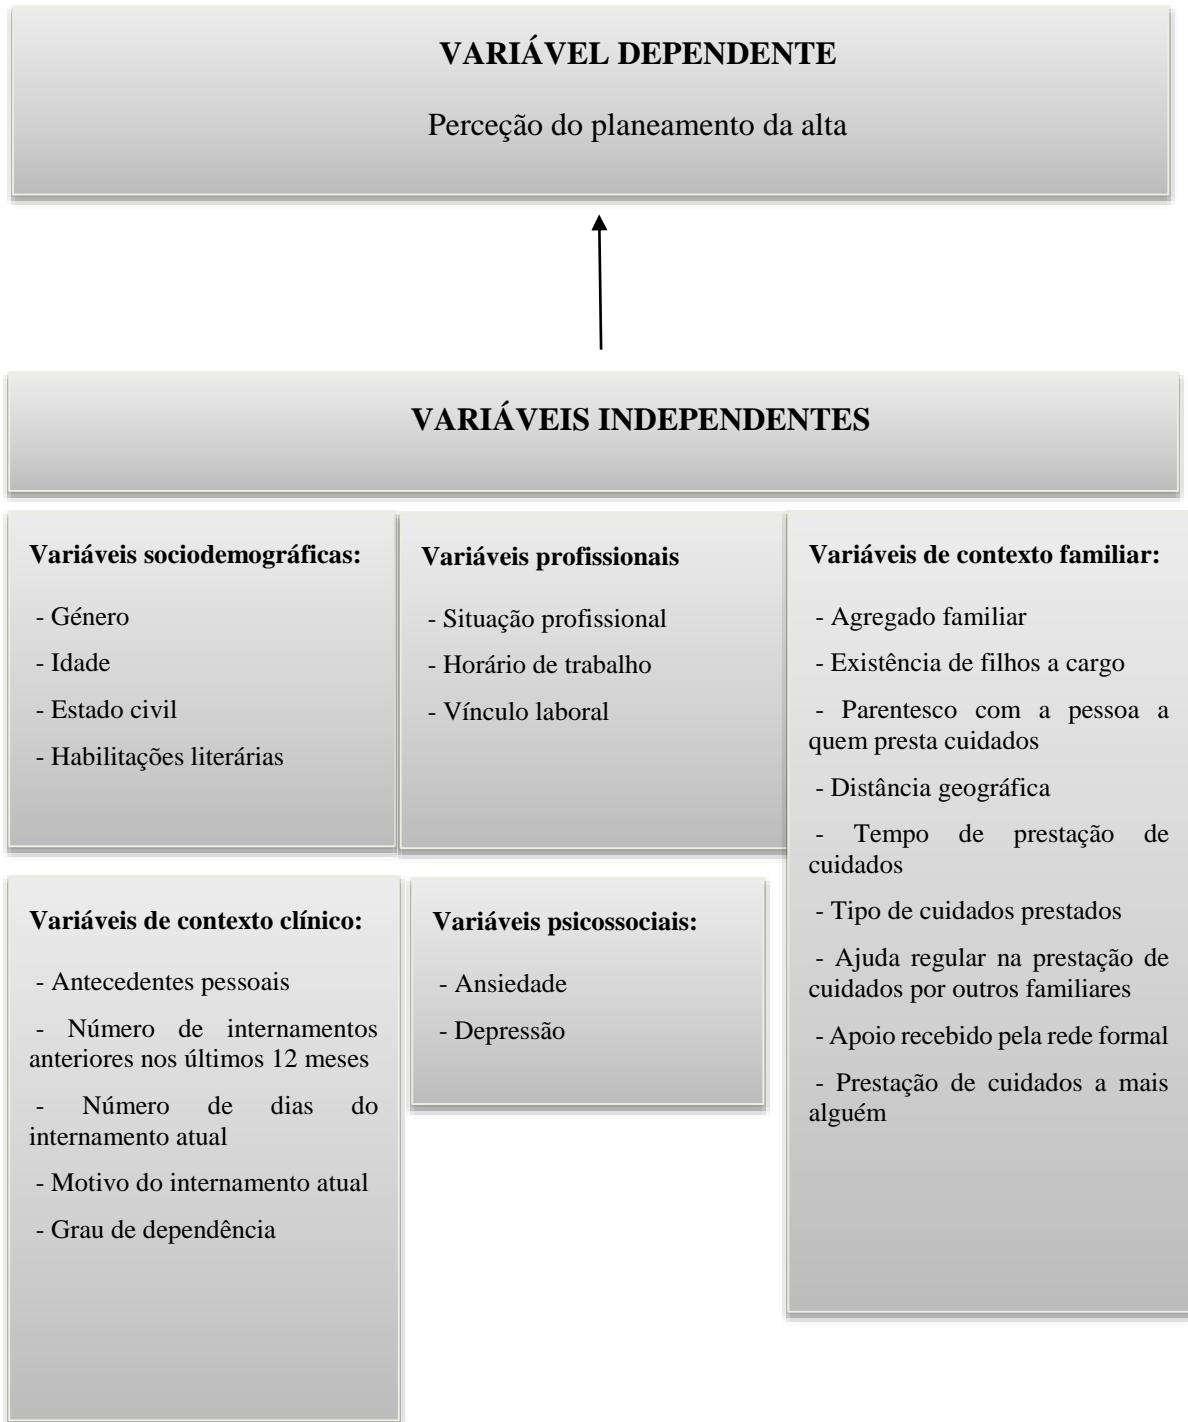 VARIÁVEL DEPENDENTE
Perceção do planeamento da alta
VARIÁVEIS INDEPENDENTES
Variáveis sociodemográficas:
- Género
- Idade
- Estado civil
- Habilitações literárias
Variáveis profissionais
- Situação profissional
- Horário de trabalho
- Vínculo laboral
Variáveis de contexto familiar:
- Agregado familiar
- Existência de filhos a cargo
- Parentesco com a pessoa a
quem presta cuidados
- Distância geográfica
- Tempo de prestação de
cuidados
- Tipo de cuidados prestados
- Ajuda regular na prestação de
cuidados por outros familiares
- Apoio recebido pela rede formal
- Prestação de cuidados a mais
alguém
Variáveis de contexto clínico:
- Antecedentes pessoais
- Número de internamentos
anteriores nos últimos 12 meses
- Número de dias do
internamento atual
- Motivo do internamento atual
- Grau de dependência
Variáveis psicossociais:
- Ansiedade
- Depressão